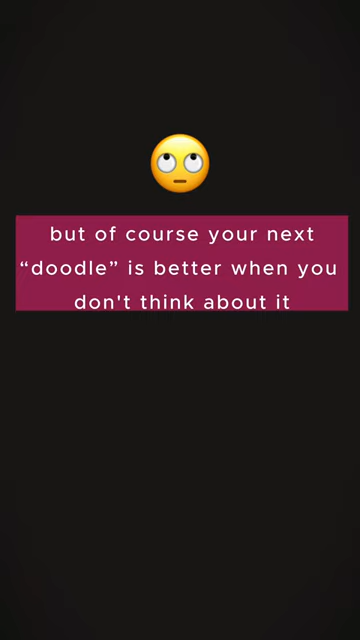 but of course your next
“doodle” is better when you
don't think about it